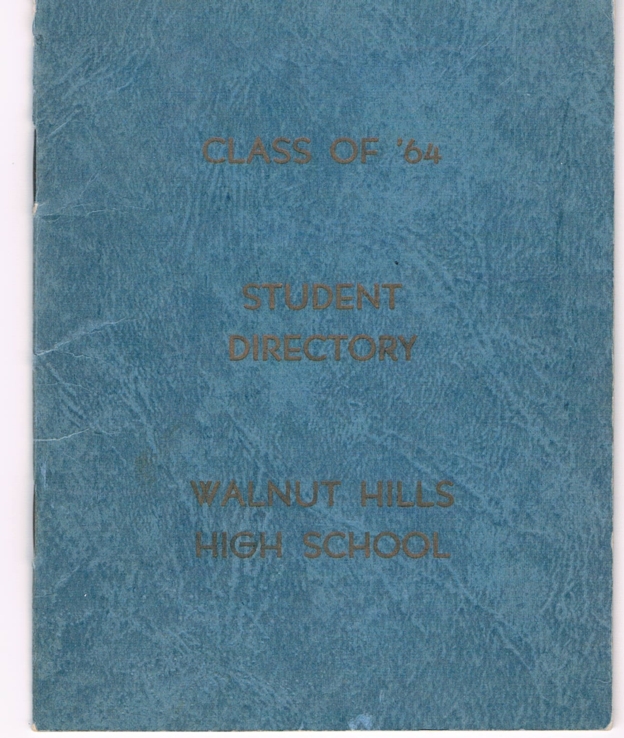 CLASS OF '64
STUDENT
DIRECTORY
WALNUT HILLS
HIGH SCHOOL